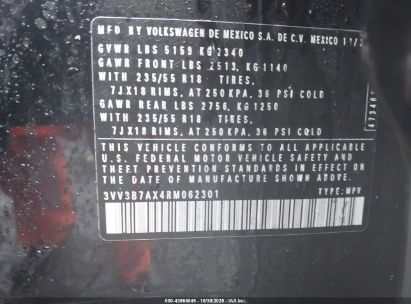 MFD BY VOLKSWAGEN DE MEXICO S.A. DE C.V. MEXICO 11/2
GVWR LBS 5159 KG 2340
GAWR FRONT LBS 2513, KG 1140
WITH 235/55 R18 TIRES,
7JX18 RIMS, AT 250 KPA, 36 PSI COLD
GAWR REAR LBS 2756, KG 1250
WITH 235/55 R18 TIRES,
7JX18 RIMS, AT 250 KPA, 36 PSI COLD
THIS VEHICLE CONFORMS TO ALL APPLICABLE
U.S. FEDERAL MOTOR VEHICLE SAFETY AND
THEFT PREVENTION STANDARDS IN EFFECT ON THE
DATE OF MANUFACTURE SHOWN ABOVE.
3VV3B7AX4RM062301 TYPE: MPV